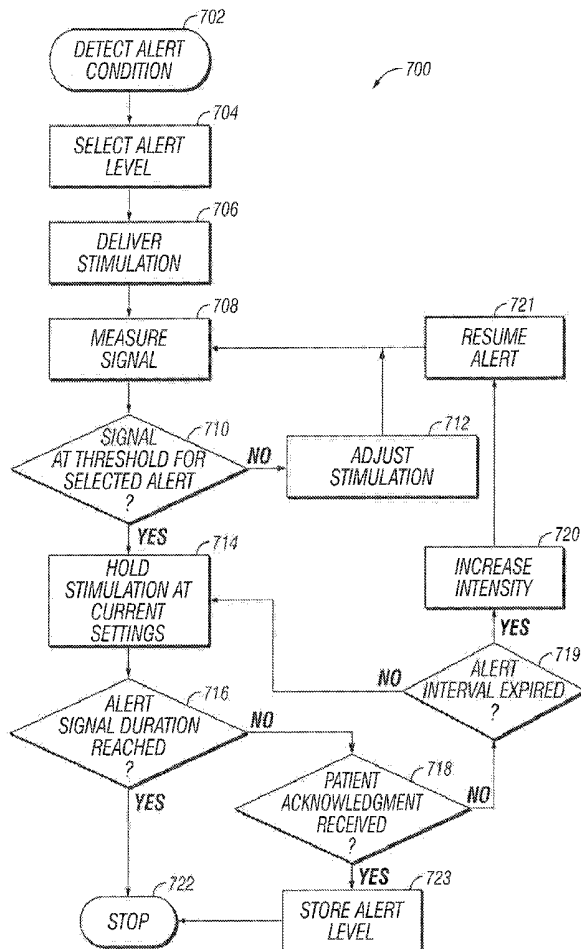 702
DETECT ALERT
CONDITION
700
704
SELECT ALERT
LEVEL
706
DELIVER
STIMULATION
708
MEASURE
SIGNAL
721
RESUME
ALERT
710
SIGNAL
AT THRESHOLD FOR
SELECTED ALERT
?
NO
712
ADJUST
STIMULATION
YES
714
HOLD
STIMULATION AT
CURRENT
SETTINGS
720
INCREASE
INTENSITY
YES
719
ALERT
INTERVAL EXPIRED
?
NO
716
ALERT
SIGNAL DURATION
REACHED
?
NO
YES
718
PATIENT
ACKNOWLEDGMENT
RECEIVED
?
NO
YES
722
STOP
723
STORE ALERT
LEVEL